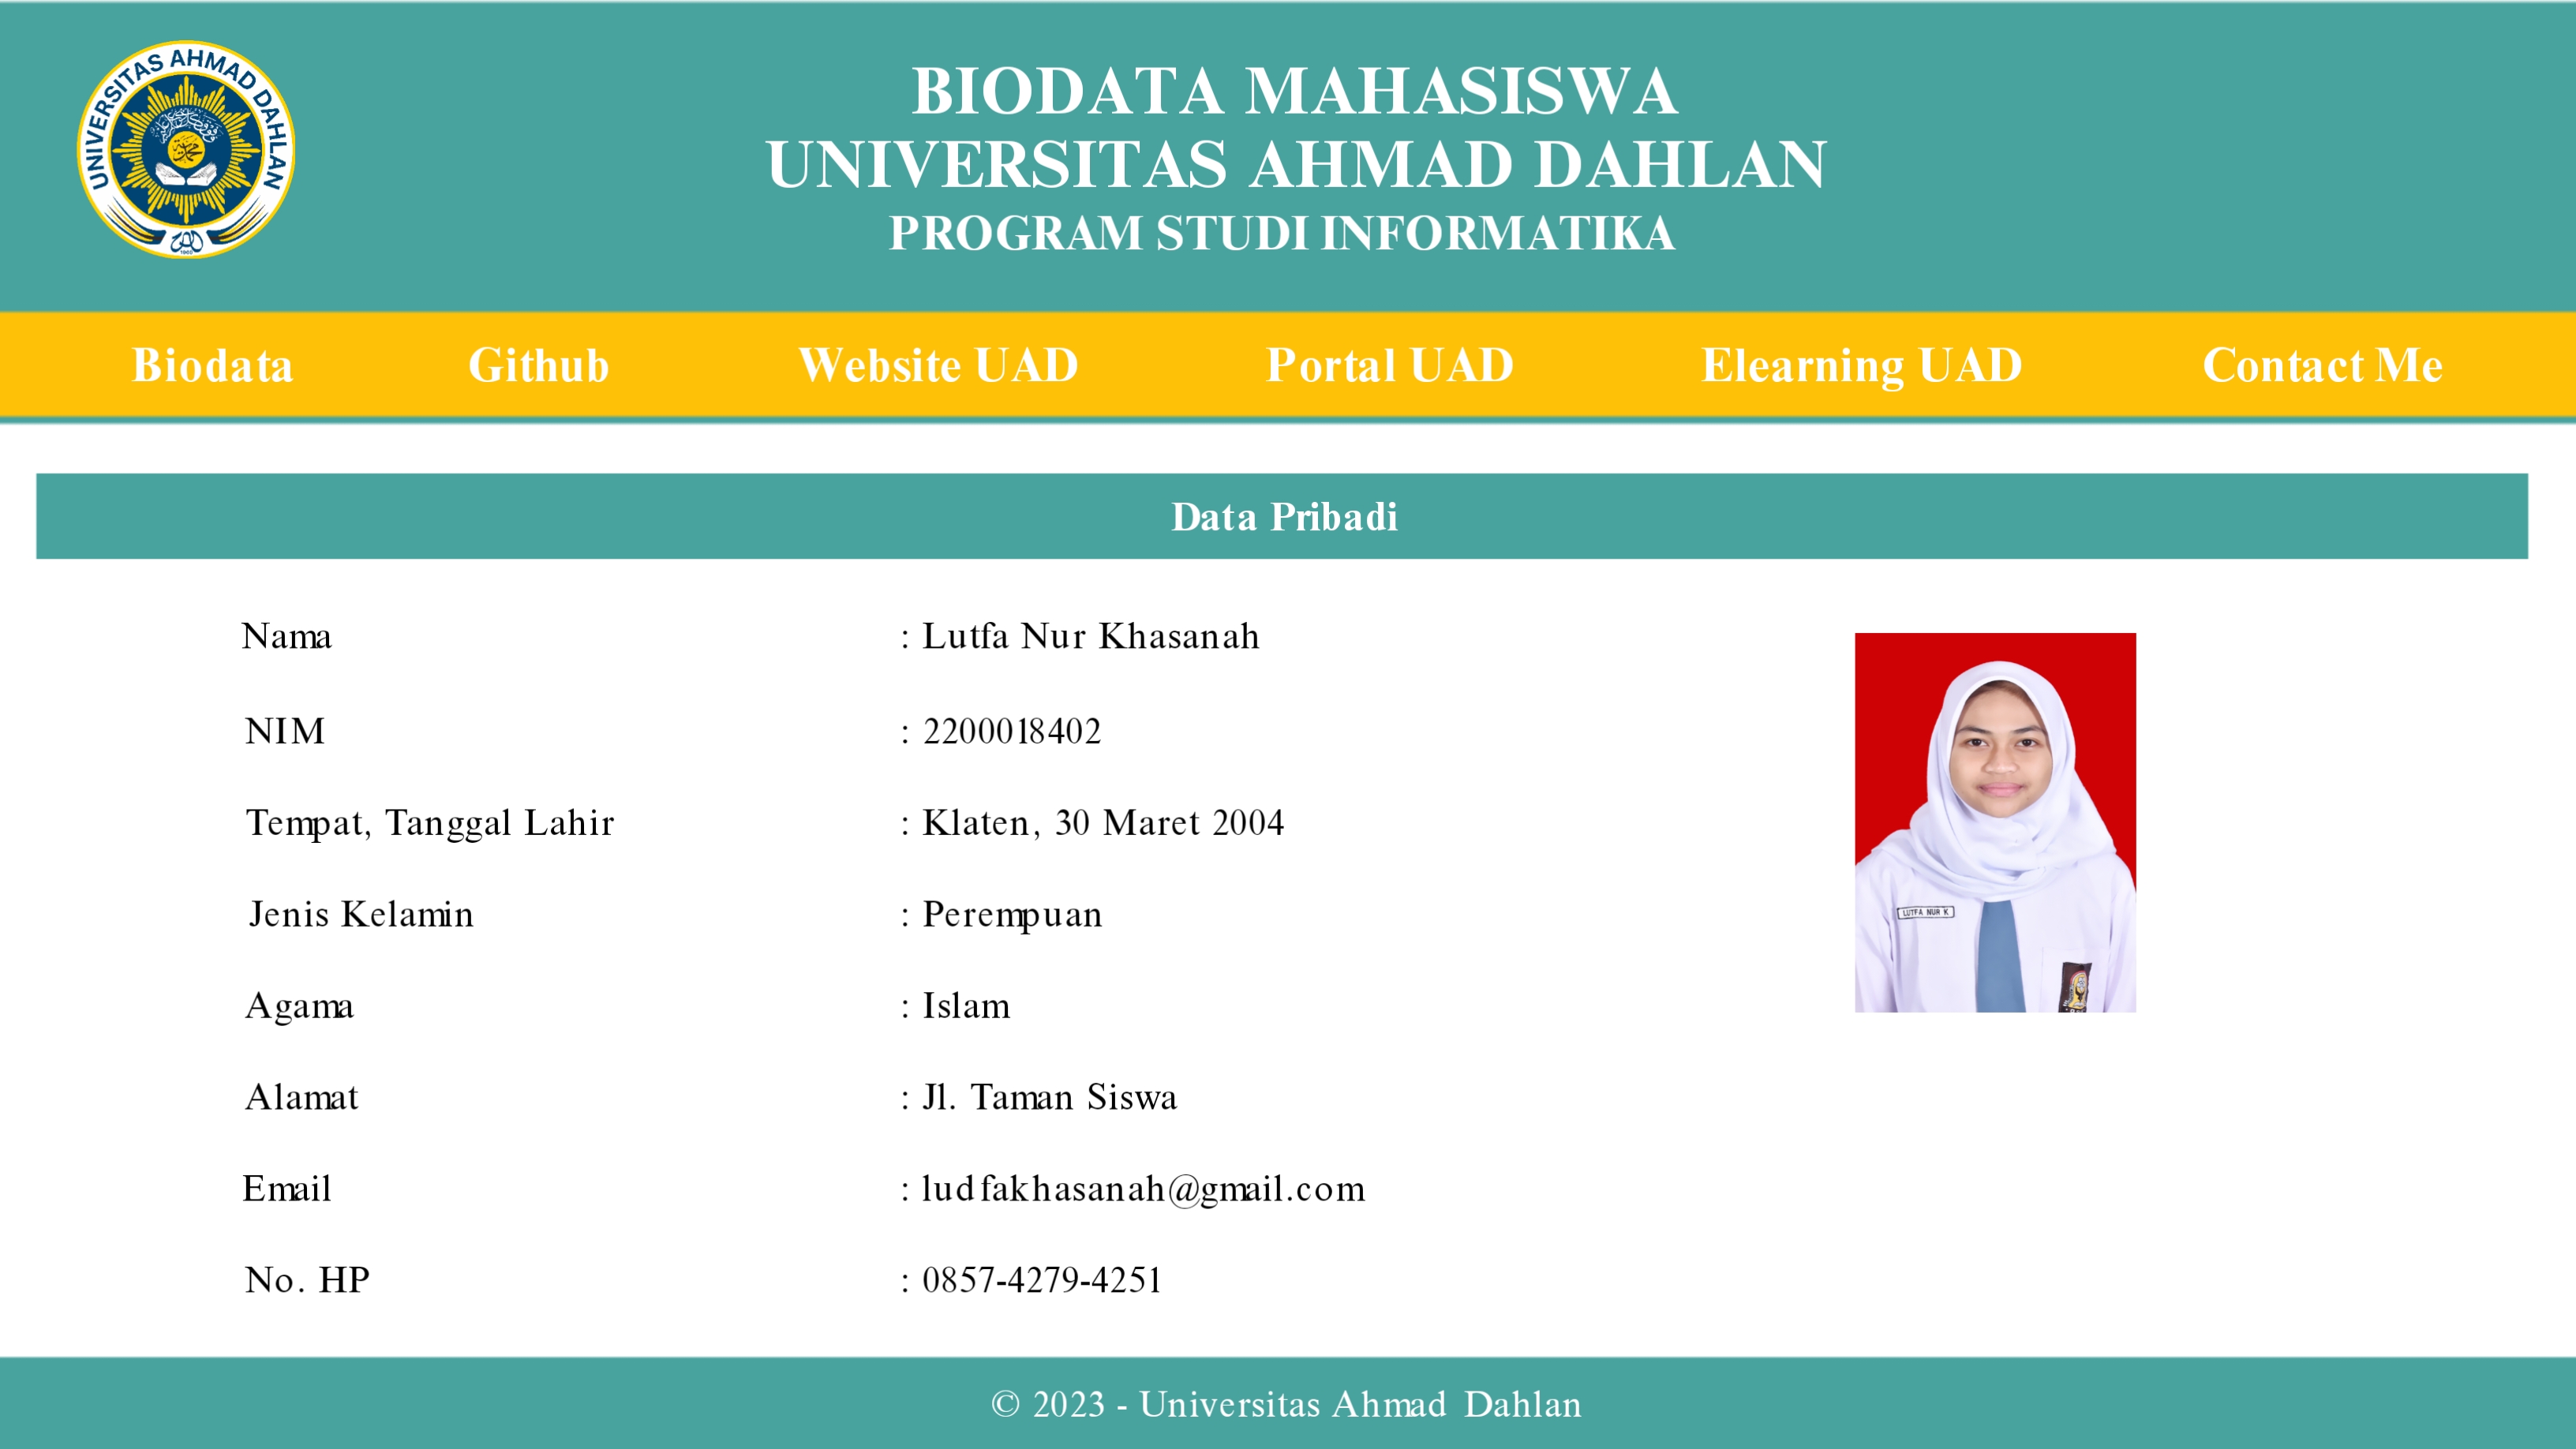 UNIVERSITAS AHMAD DAHLAN
1960
BIODATA MAHASISWA
UNIVERSITAS AHMAD DAHLAN
PROGRAM STUDI INFORMATIKA
Biodata Github Website UAD Portal UAD Elearning UAD Contact Me
Data Pribadi
Nama : Lutfa Nur Khasanah
NIM : 2200018402
Tempat, Tanggal Lahir : Klaten, 30 Maret 2004
Jenis Kelamin : Perempuan
Agama : Islam
Alamat : Jl. Taman Siswa
Email : ludfakhasanah@gmail.com
No. HP : 0857-4279-4251
LUTFA NUR K
© 2023 - Universitas Ahmad Dahlan